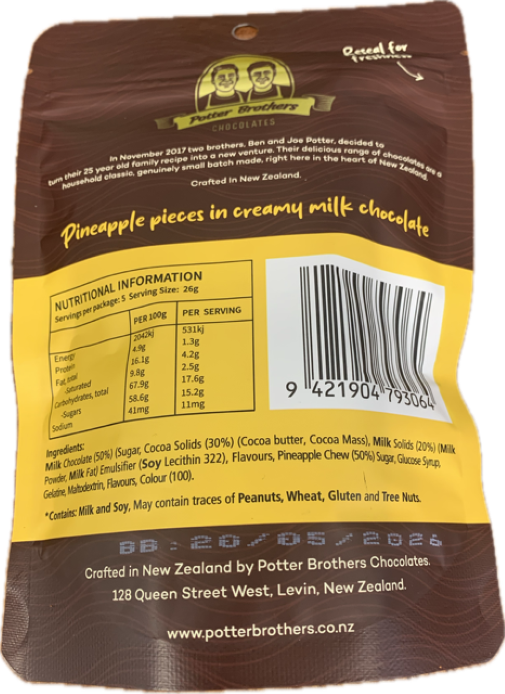 Reseal for
freshness
Potter Brothers
CHOCOLATES
In November 2017 two brothers, Ben and Joe Potter, decided to
turn their 25 year old family recipe into a new venture. Their delicious range of chocolates are a
household classic, genuinely small batch made, right here in the heart of New Zealand.
Crafted In New Zealand.
Pineapple pieces in creamy milk chocolate
NUTRITIONAL INFORMATION
Servings per package: 5 Serving Size: 26g
PER 100g PER SERVING
Energy 2042kj 531kj
Protein 4.9g 1.3g
Fat, total 16.1g 4.2g
-Saturated 9.8g 2.5g
Carbohydrates, total 67.9g 17.6g
-Sugars 58.6g 15.2g
Sodium 41mg 11mg
9 421904 793064
Ingredients:
Milk Chocolate (50%) (Sugar, Cocoa Solids (30%) (Cocoa butter, Cocoa Mass), Milk Solids (20%) (Milk
Powder, Milk Fat) Emulsifier (Soy Lecithin 322), Flavours, Pineapple Chew (50%) Sugar, Glucose Syrup,
Gelatine, Maltodextrin, Flavours, Colour (100).
*Contains: Milk and Soy, May contain traces of Peanuts, Wheat, Gluten and Tree Nuts.
BB : 20/05/2026
Crafted in New Zealand by Potter Brothers Chocolates.
128 Queen Street West, Levin, New Zealand.
www.potterbrothers.co.nz